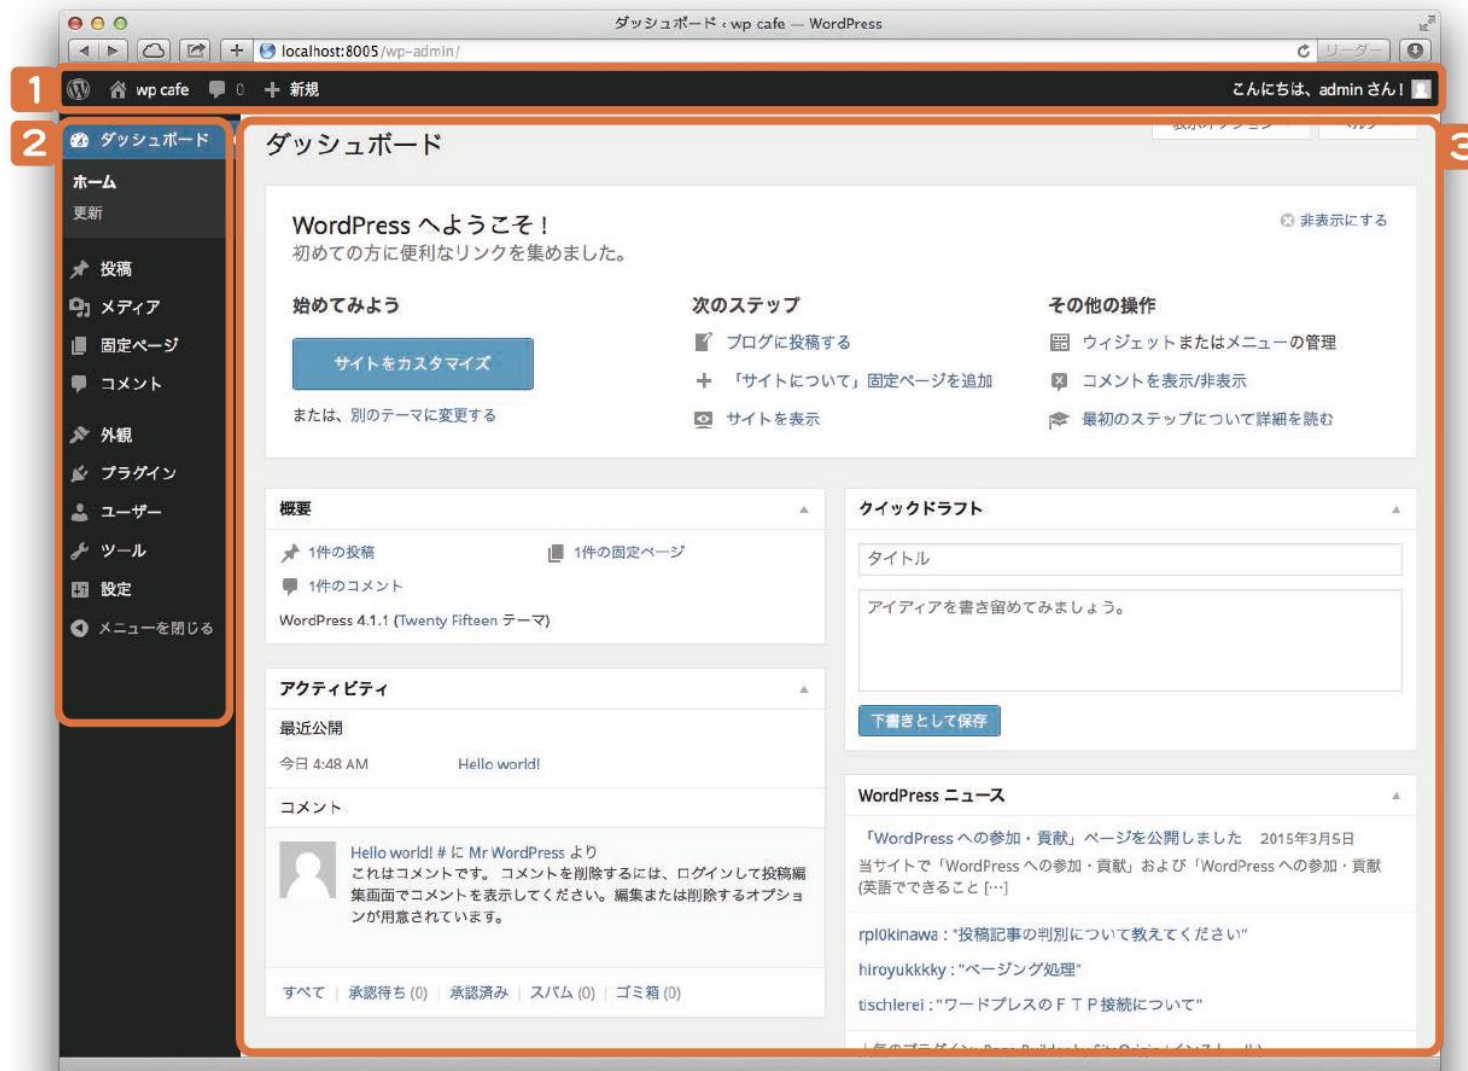 ダッシュボード ‹ wp cafe — WordPress
localhost:8005/wp-admin/
リーダー
1
wp cafe 0 新規
こんにちは、admin さん!
2
ダッシュボード
ホーム
更新
投稿
メディア
固定ページ
コメント
外観
プラグイン
ユーザー
ツール
設定
メニューを閉じる
3
ダッシュボード
WordPress へようこそ!
非表示にする
初めての方に便利なリンクを集めました。
始めてみよう
サイトをカスタマイズ
または、別のテーマに変更する
次のステップ
ブログに投稿する
「サイトについて」固定ページを追加
サイトを表示
その他の操作
ウィジェットまたはメニューの管理
コメントを表示/非表示
最初のステップについて詳細を読む
概要
1件の投稿
1件の固定ページ
1件のコメント
WordPress 4.1.1 (Twenty Fifteen テーマ)
アクティビティ
最近公開
今日 4:48 AM Hello world!
コメント
Hello world! # に Mr WordPress より
これはコメントです。 コメントを削除するには、ログインして投稿編
集画面でコメントを表示してください。編集または削除するオプショ
ンが用意されています。
すべて | 承認待ち (0) | 承認済み | スパム (0) | ゴミ箱 (0)
クイックドラフト
タイトル
アイディアを書き留めてみましょう。
下書きとして保存
WordPress ニュース
「WordPress への参加・貢献」ページを公開しました 2015年3月5日
当サイトで「WordPress への参加・貢献」および「WordPress への参加・貢献
(英語でできること […]
rpl0kinawa : "投稿記事の判別について教えてください"
hiroyukkkky : "ページング処理"
tischlerei : "ワードプレスのＦＴＰ接続について"